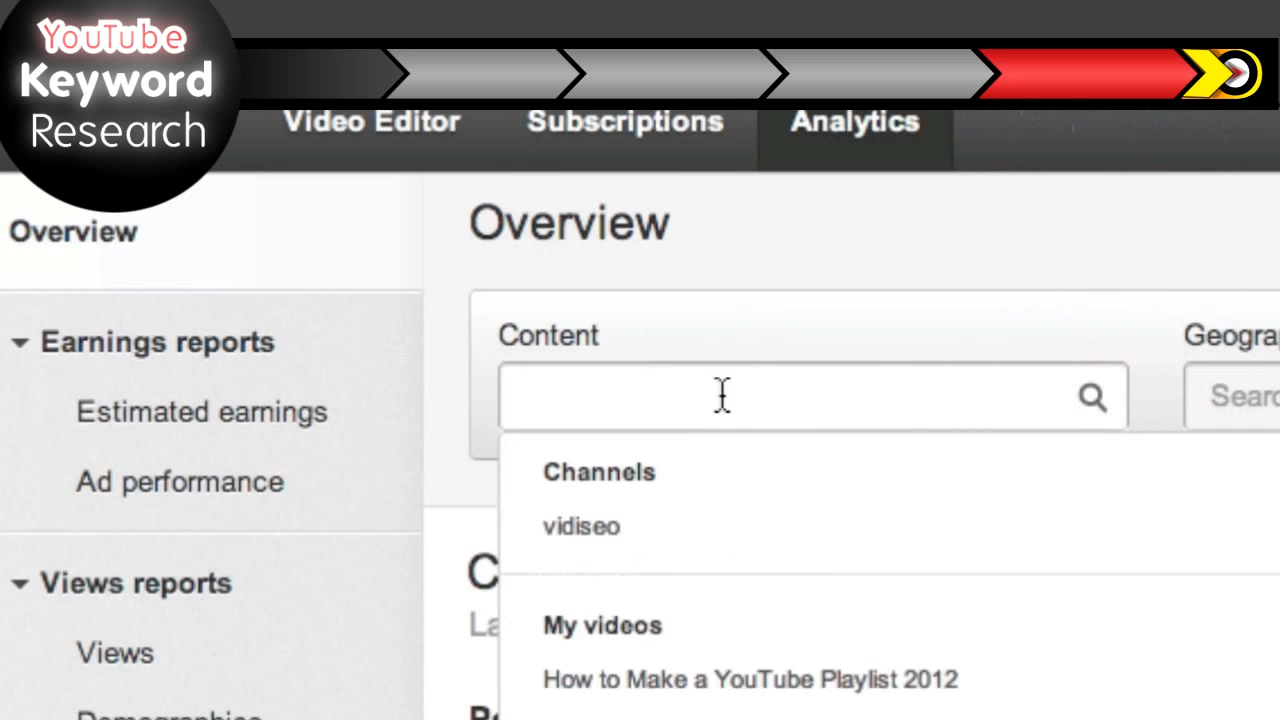 YouTube
Keyword
Research
Video Editor
Subscriptions
Analytics
Overview
Overview
Earnings reports
Content
Estimated earnings
Ad performance
Channels
vidiseo
Views reports
My videos
Views
How to Make a YouTube Playlist 2012